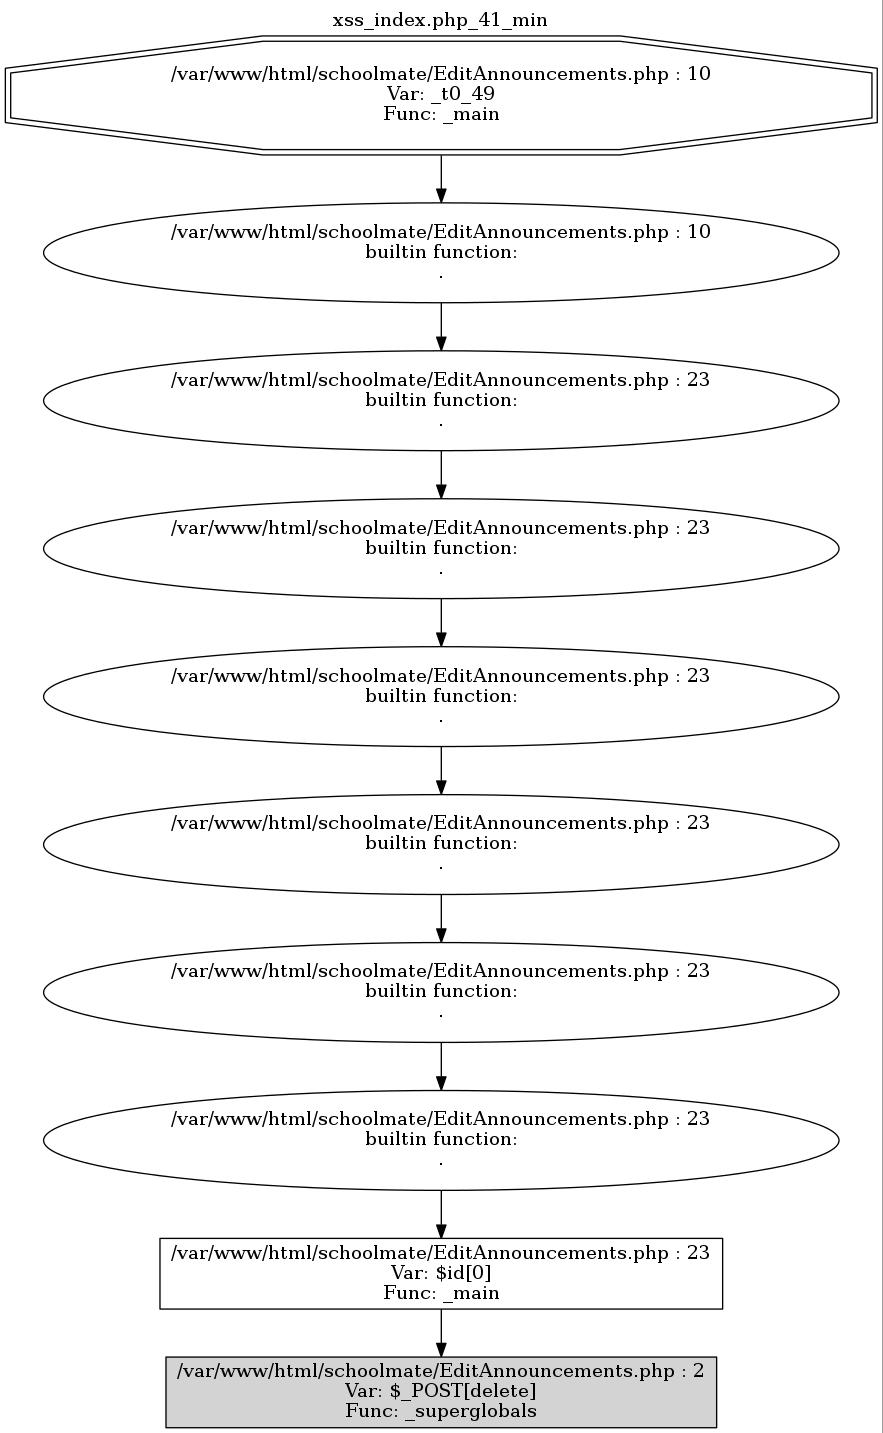 xss_index.php_41_min
/var/www/html/schoolmate/EditAnnouncements.php : 10
Var: _t0_49
Func: _main
/var/www/html/schoolmate/EditAnnouncements.php : 10
builtin function:
.
/var/www/html/schoolmate/EditAnnouncements.php : 23
builtin function:
.
/var/www/html/schoolmate/EditAnnouncements.php : 23
builtin function:
.
/var/www/html/schoolmate/EditAnnouncements.php : 23
builtin function:
.
/var/www/html/schoolmate/EditAnnouncements.php : 23
builtin function:
.
/var/www/html/schoolmate/EditAnnouncements.php : 23
builtin function:
.
/var/www/html/schoolmate/EditAnnouncements.php : 23
builtin function:
.
/var/www/html/schoolmate/EditAnnouncements.php : 23
Var: $id[0]
Func: _main
/var/www/html/schoolmate/EditAnnouncements.php : 2
Var: $_POST[delete]
Func: _superglobals